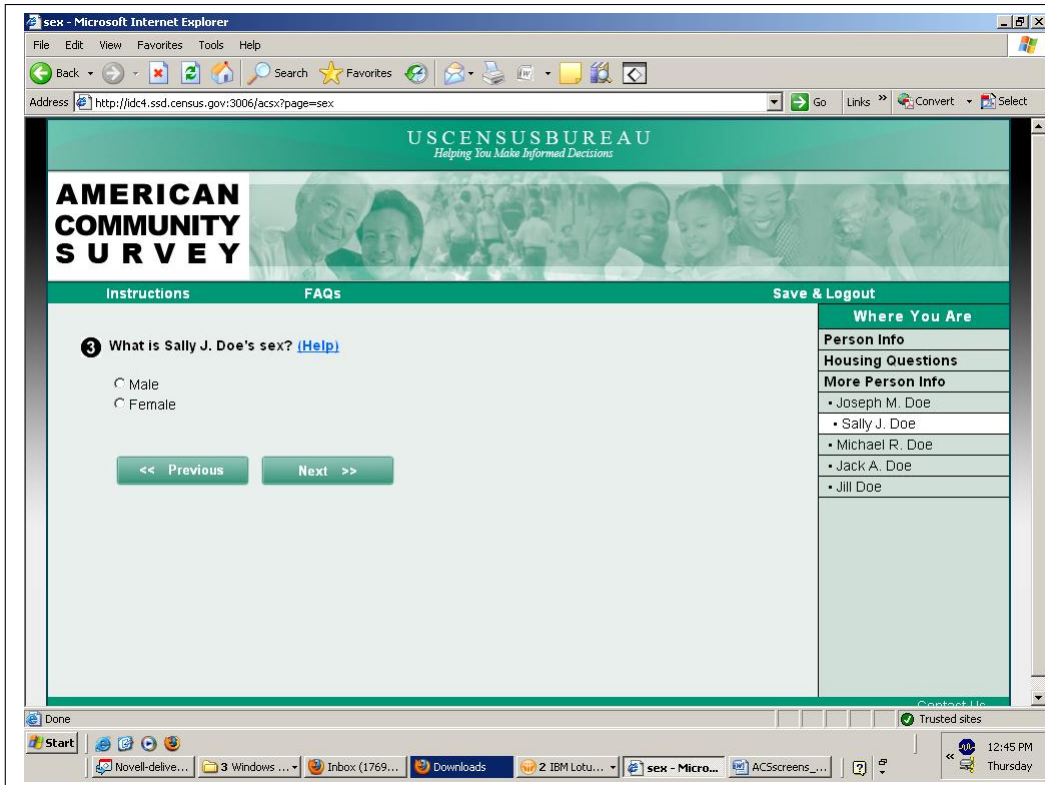 sex - Microsoft Internet Explorer
File Edit View Favorites Tools Help
Back Search Favorites
Address http://idc4.ssd.census.gov:3006/acsx?page=sex Go Links » Convert Select
USCENSUSBUREAU
Helping You Make Informed Decisions
AMERICAN
COMMUNITY
SURVEY
Instructions FAQs Save & Logout
Where You Are
Person Info
Housing Questions
More Person Info
▪ Joseph M. Doe
▪ Sally J. Doe
▪ Michael R. Doe
▪ Jack A. Doe
▪ Jill Doe
3 What is Sally J. Doe's sex? (Help)
Male
Female
<< Previous Next >>
Contact Us
Done Trusted sites
Start 12:45 PM
Novell-delive... 3 Windows ... Inbox (1769... Downloads 2 IBM Lotu... sex - Micro... ACSscreens_... « Thursday